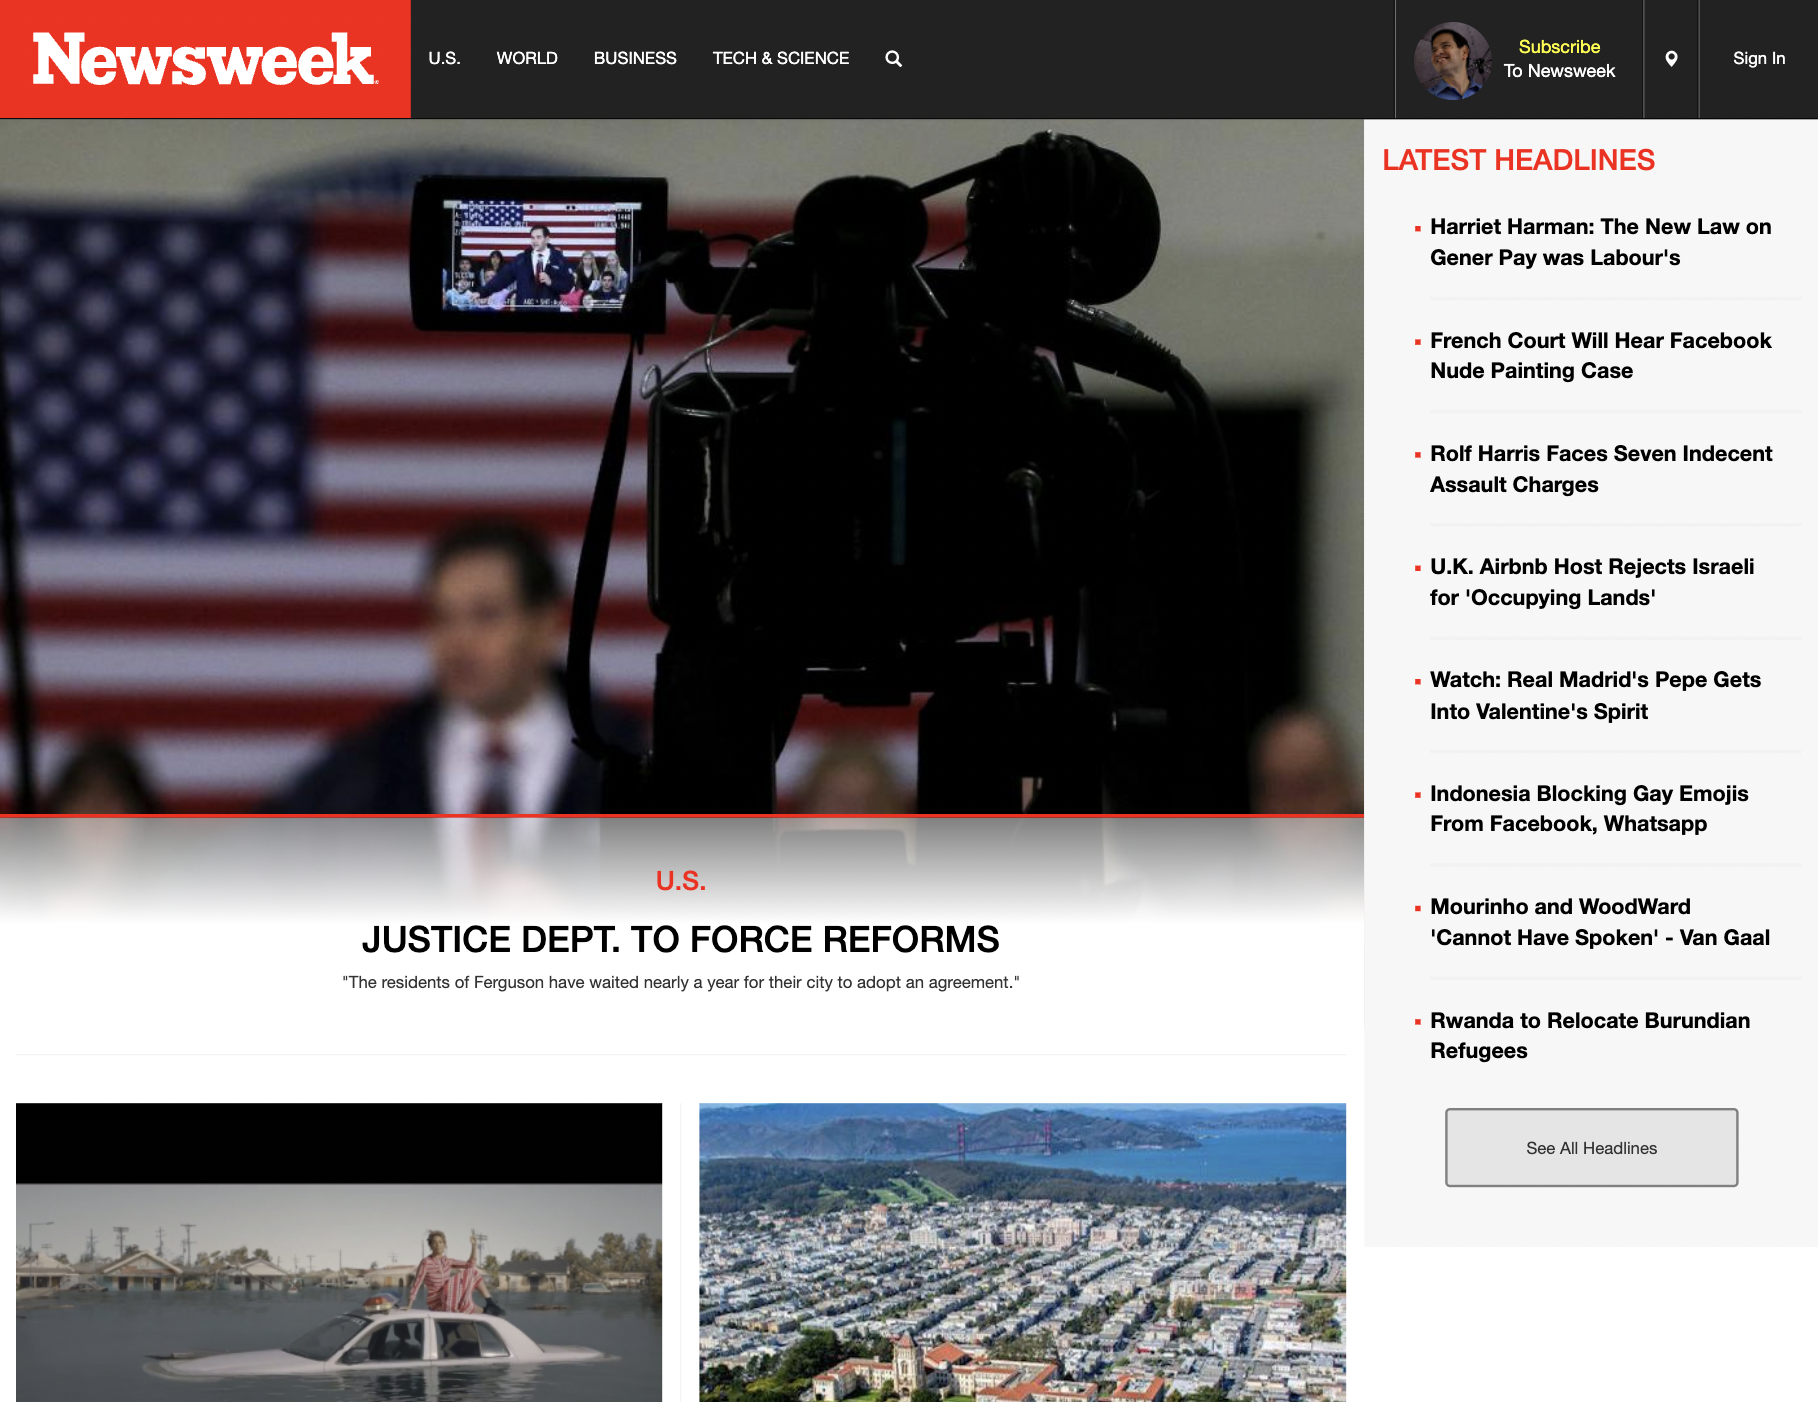 Newsweek
U.S.
WORLD
BUSINESS
TECH & SCIENCE
Subscribe
To Newsweek
Sign In
LATEST HEADLINES
Harriet Harman: The New Law on
Gener Pay was Labour's
French Court Will Hear Facebook
Nude Painting Case
Rolf Harris Faces Seven Indecent
Assault Charges
U.K. Airbnb Host Rejects Israeli
for 'Occupying Lands'
Watch: Real Madrid's Pepe Gets
Into Valentine's Spirit
Indonesia Blocking Gay Emojis
From Facebook, Whatsapp
Mourinho and WoodWard
'Cannot Have Spoken' - Van Gaal
Rwanda to Relocate Burundian
Refugees
See All Headlines
U.S.
JUSTICE DEPT. TO FORCE REFORMS
"The residents of Ferguson have waited nearly a year for their city to adopt an agreement."